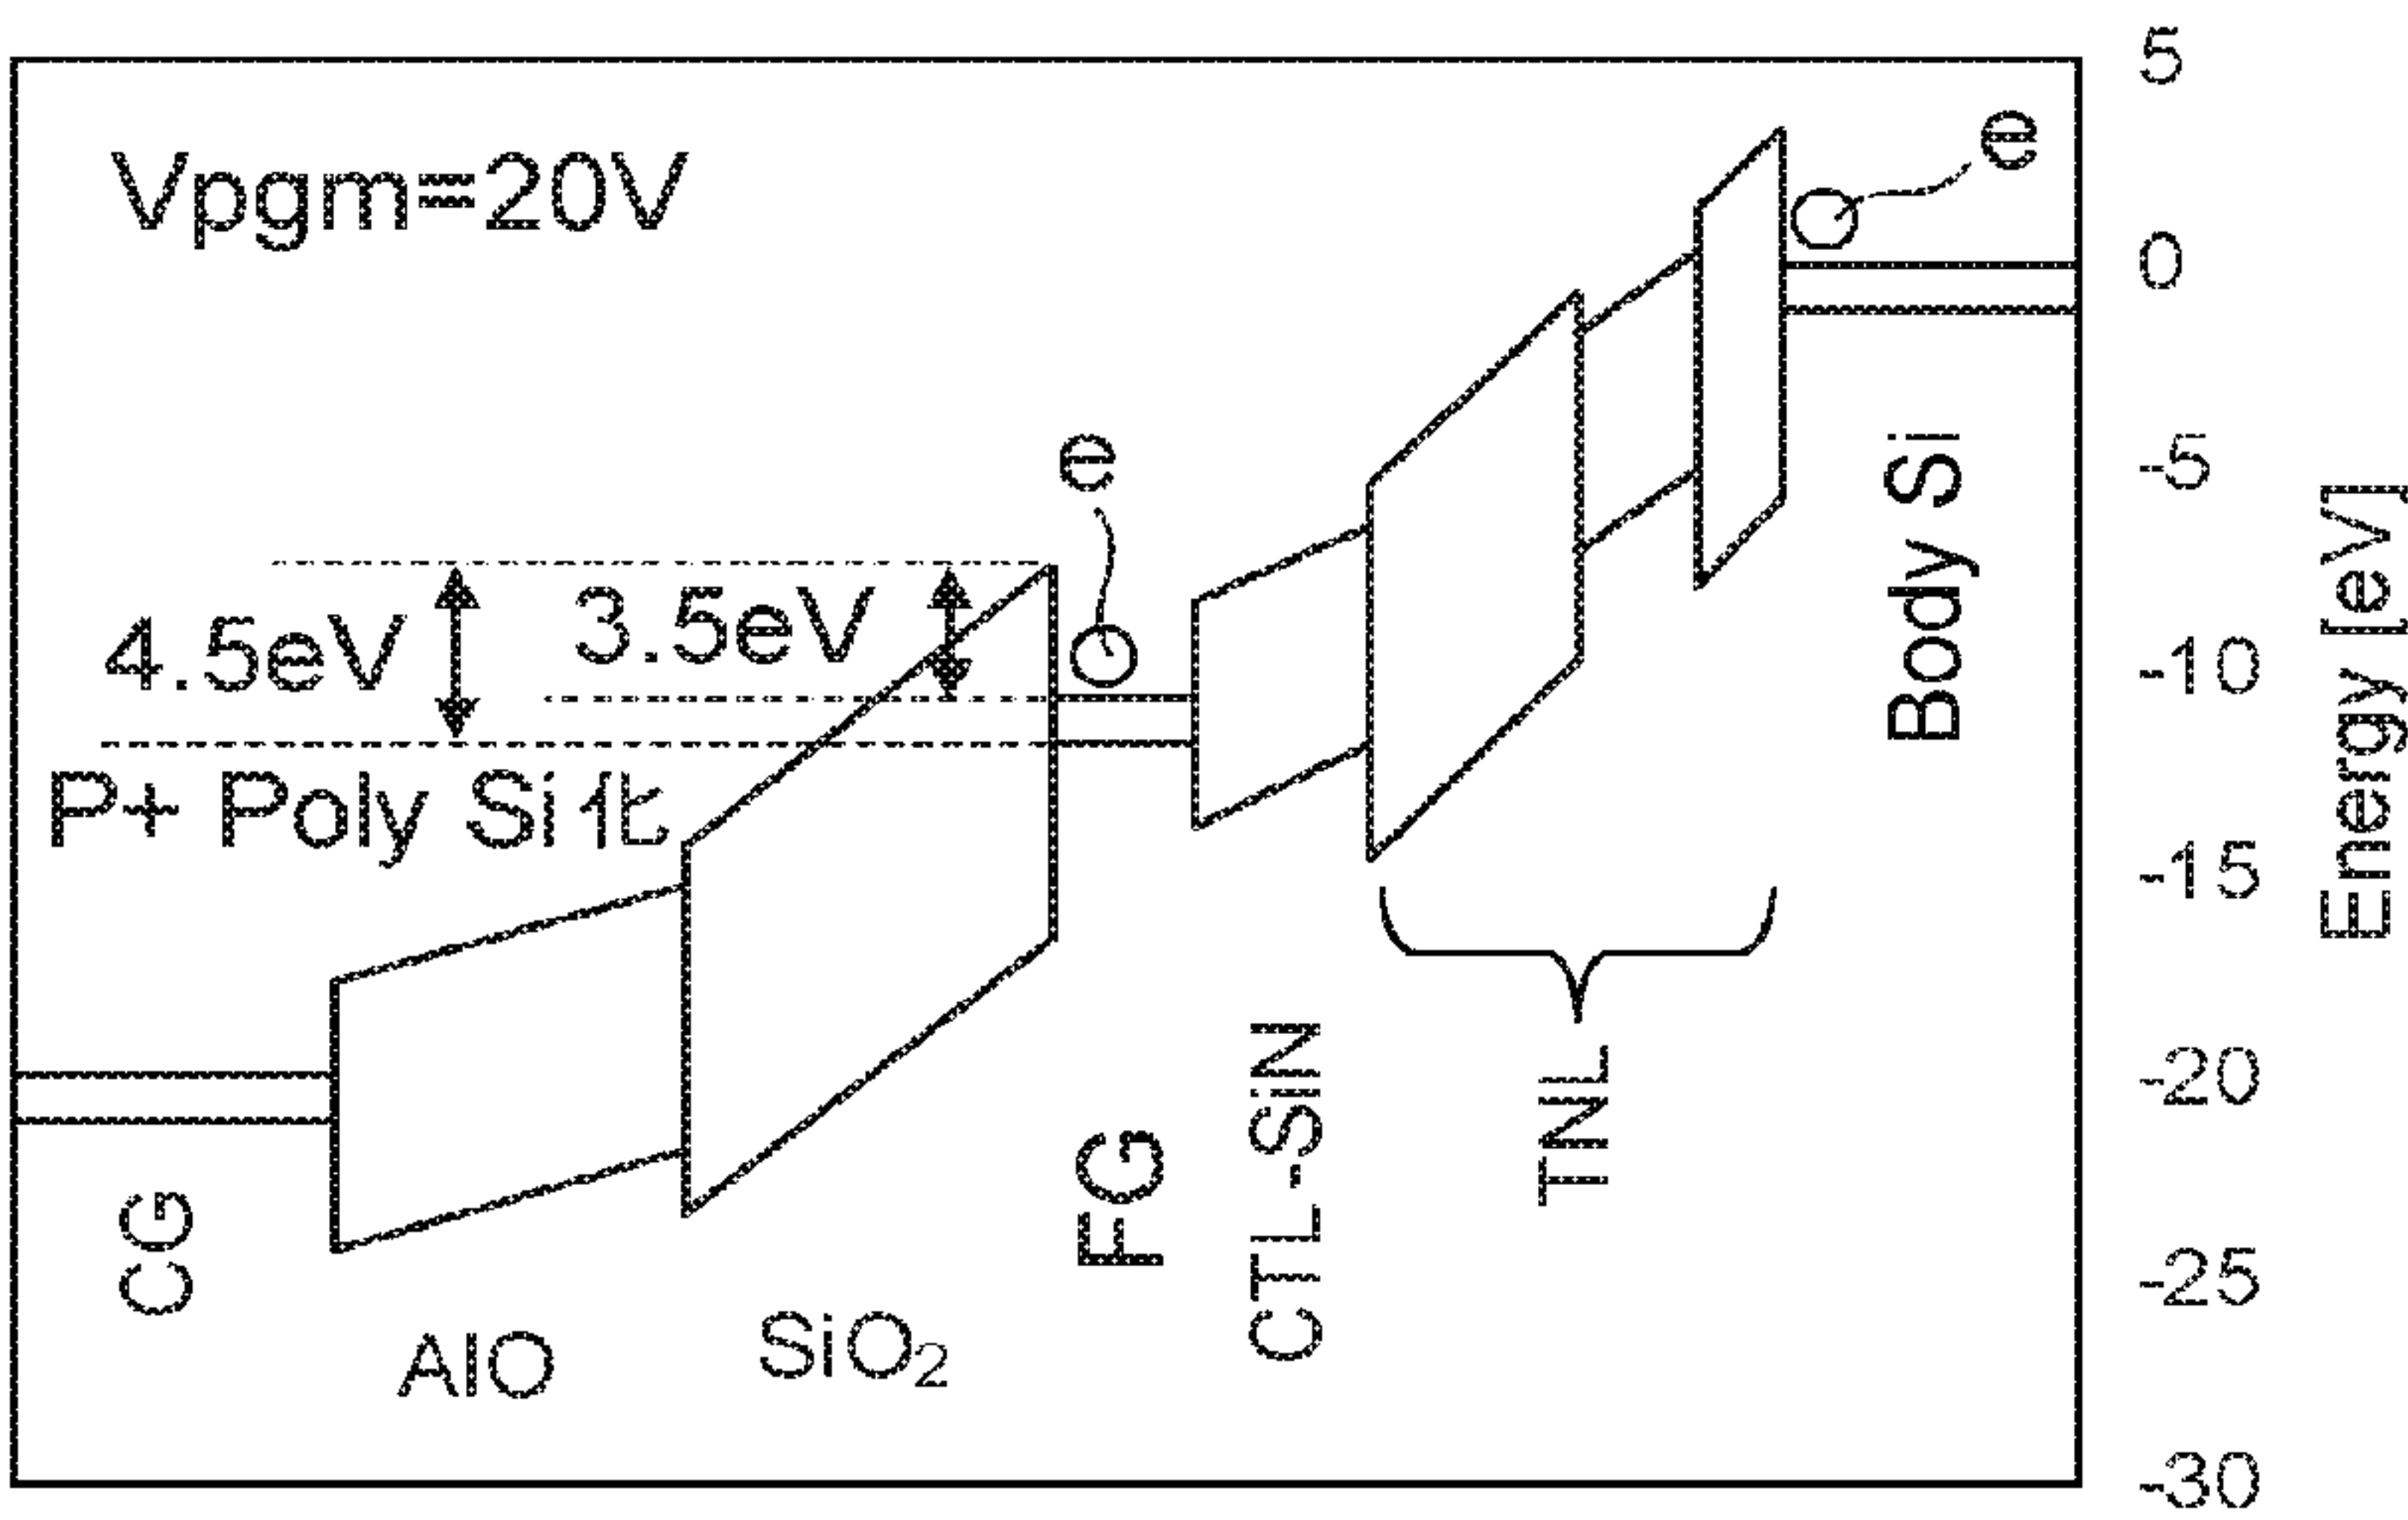 Vpgm=20V
e
e
4.5eV
3.5eV
P+ Poly Si化
CG
AlO
SiO₂
FG
CTL-SiN
TNL
Body Si
5
0
-5
-10
-15
-20
-25
-30
Energy [eV]